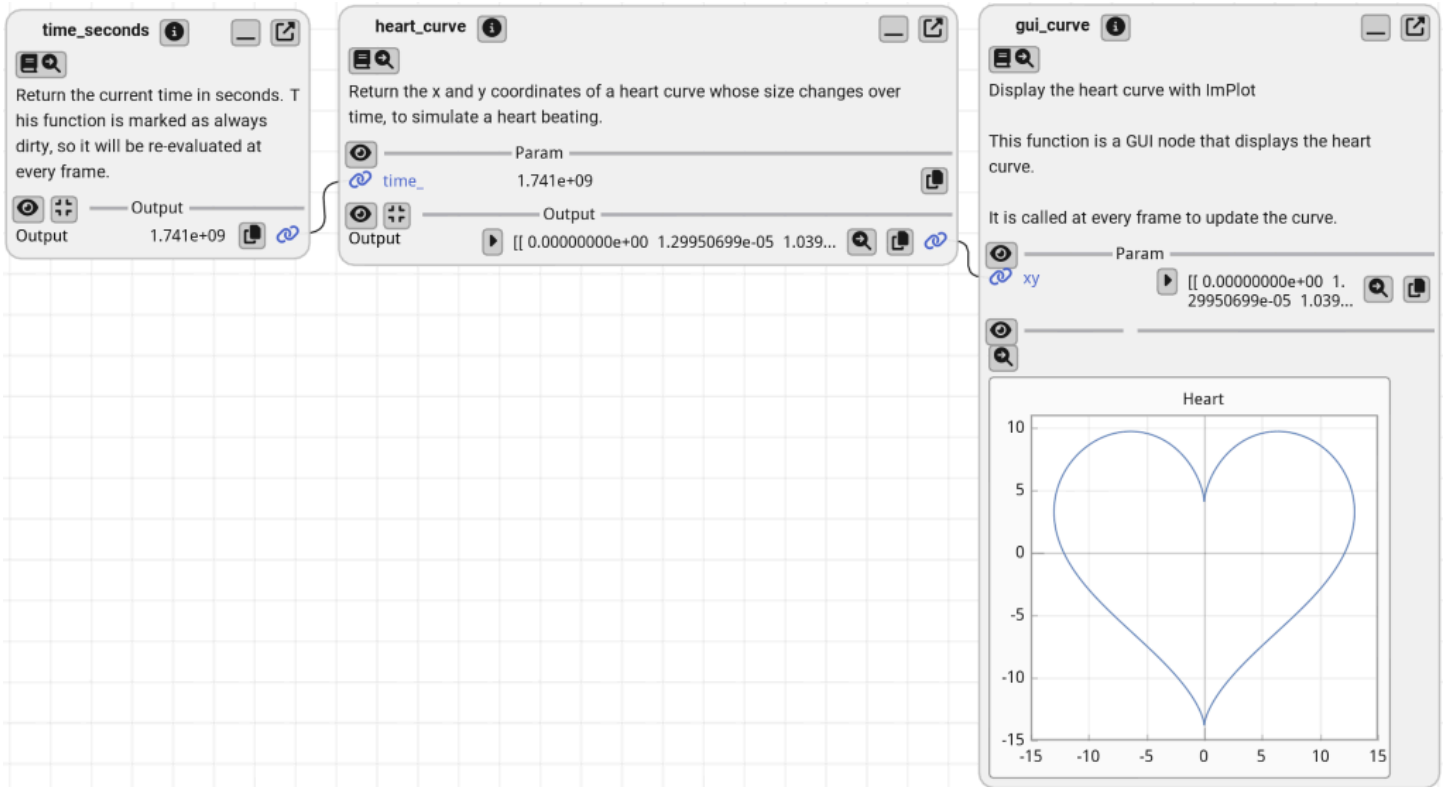 time_seconds
Return the current time in seconds. T
his function is marked as always
dirty, so it will be re-evaluated at
every frame.
Output
Output 1.741e+09
heart_curve
Return the x and y coordinates of a heart curve whose size changes over
time, to simulate a heart beating.
Param
time_ 1.741e+09
Output
Output [[ 0.00000000e+00 1.29950699e-05 1.039...
gui_curve
Display the heart curve with ImPlot
This function is a GUI node that displays the heart
curve.
It is called at every frame to update the curve.
Param
xy [[ 0.00000000e+00 1.
29950699e-05 1.039...
Heart
10
5
0
-5
-10
-15
-15 -10 -5 0 5 10 15